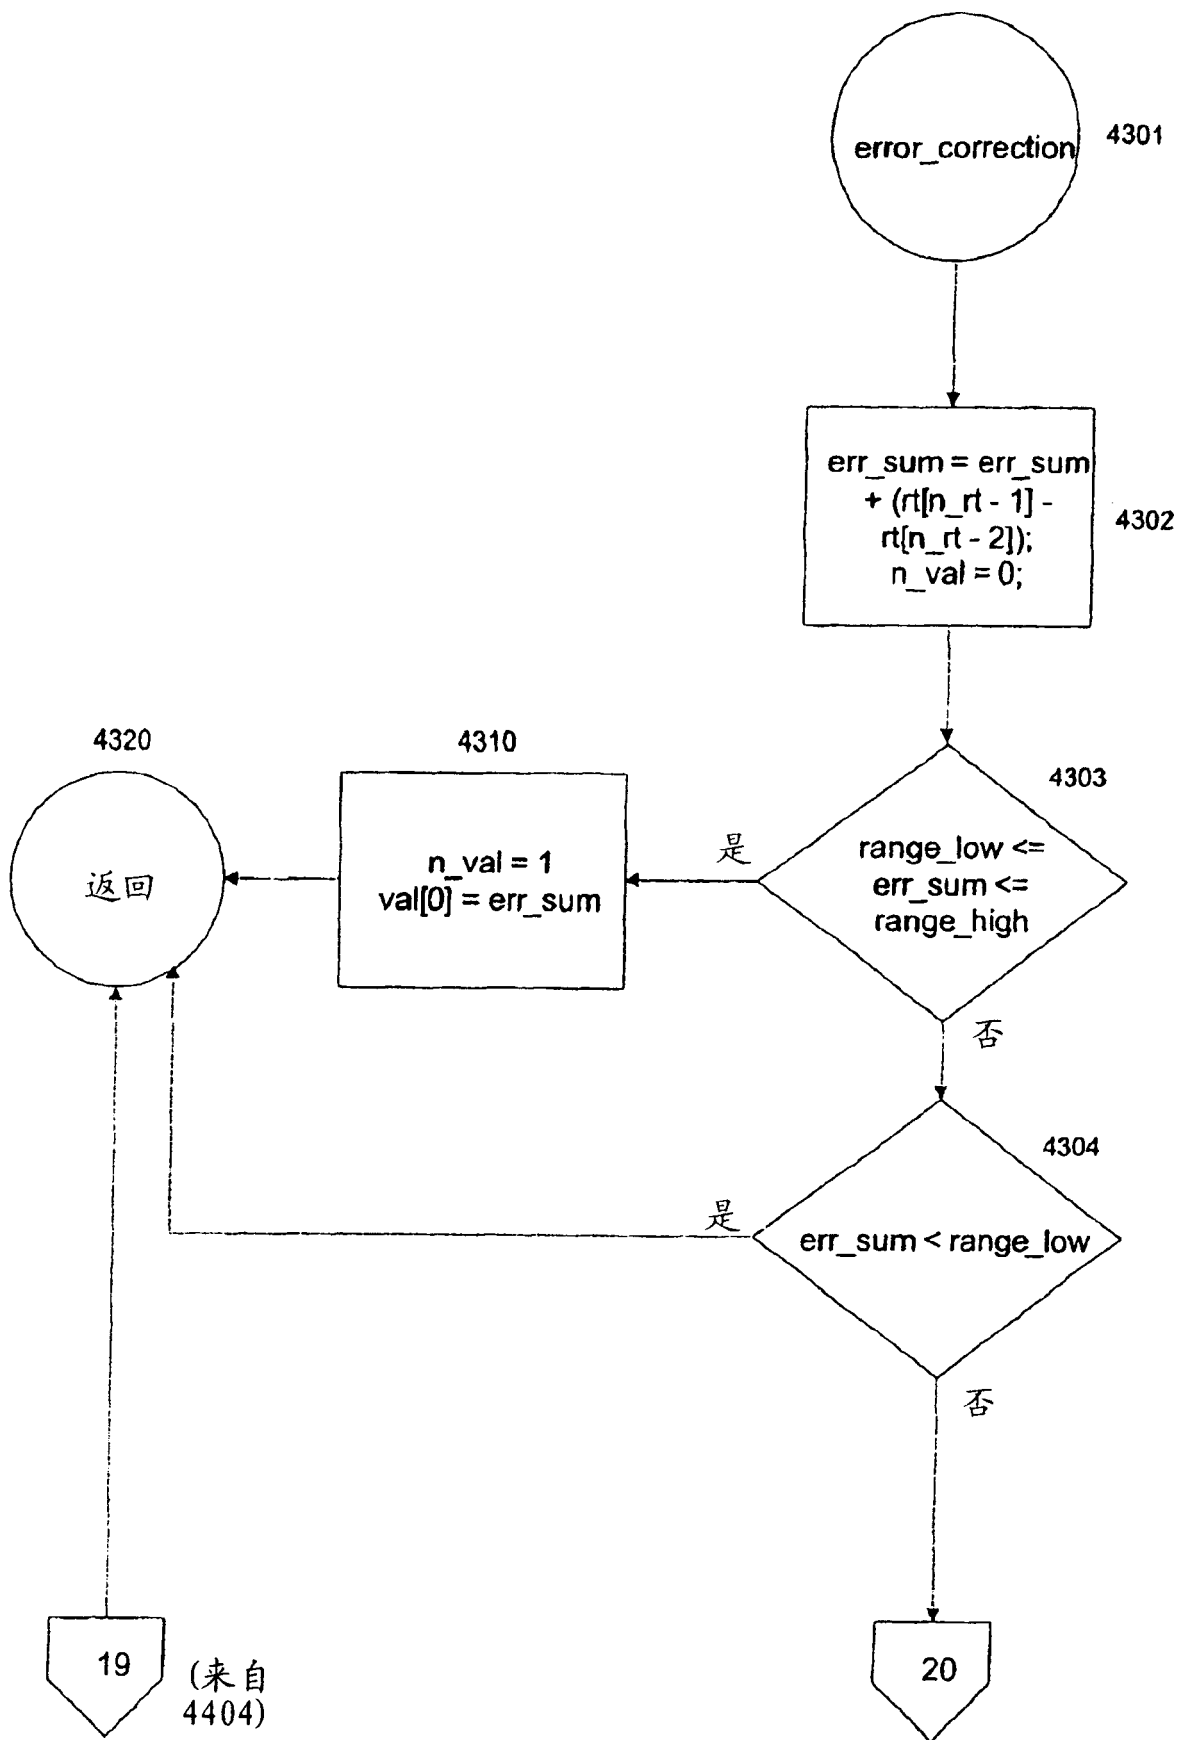 error_correction
4301
err_sum = err_sum
+ (rt[n_rt - 1] -
rt[n_rt - 2]);
n_val = 0;
4302
4320
返回
4310
n_val = 1
val[0] = err_sum
是
4303
range_low <=
err_sum <=
range_high
否
4304
是
err_sum < range_low
否
19
(来自
4404)
20